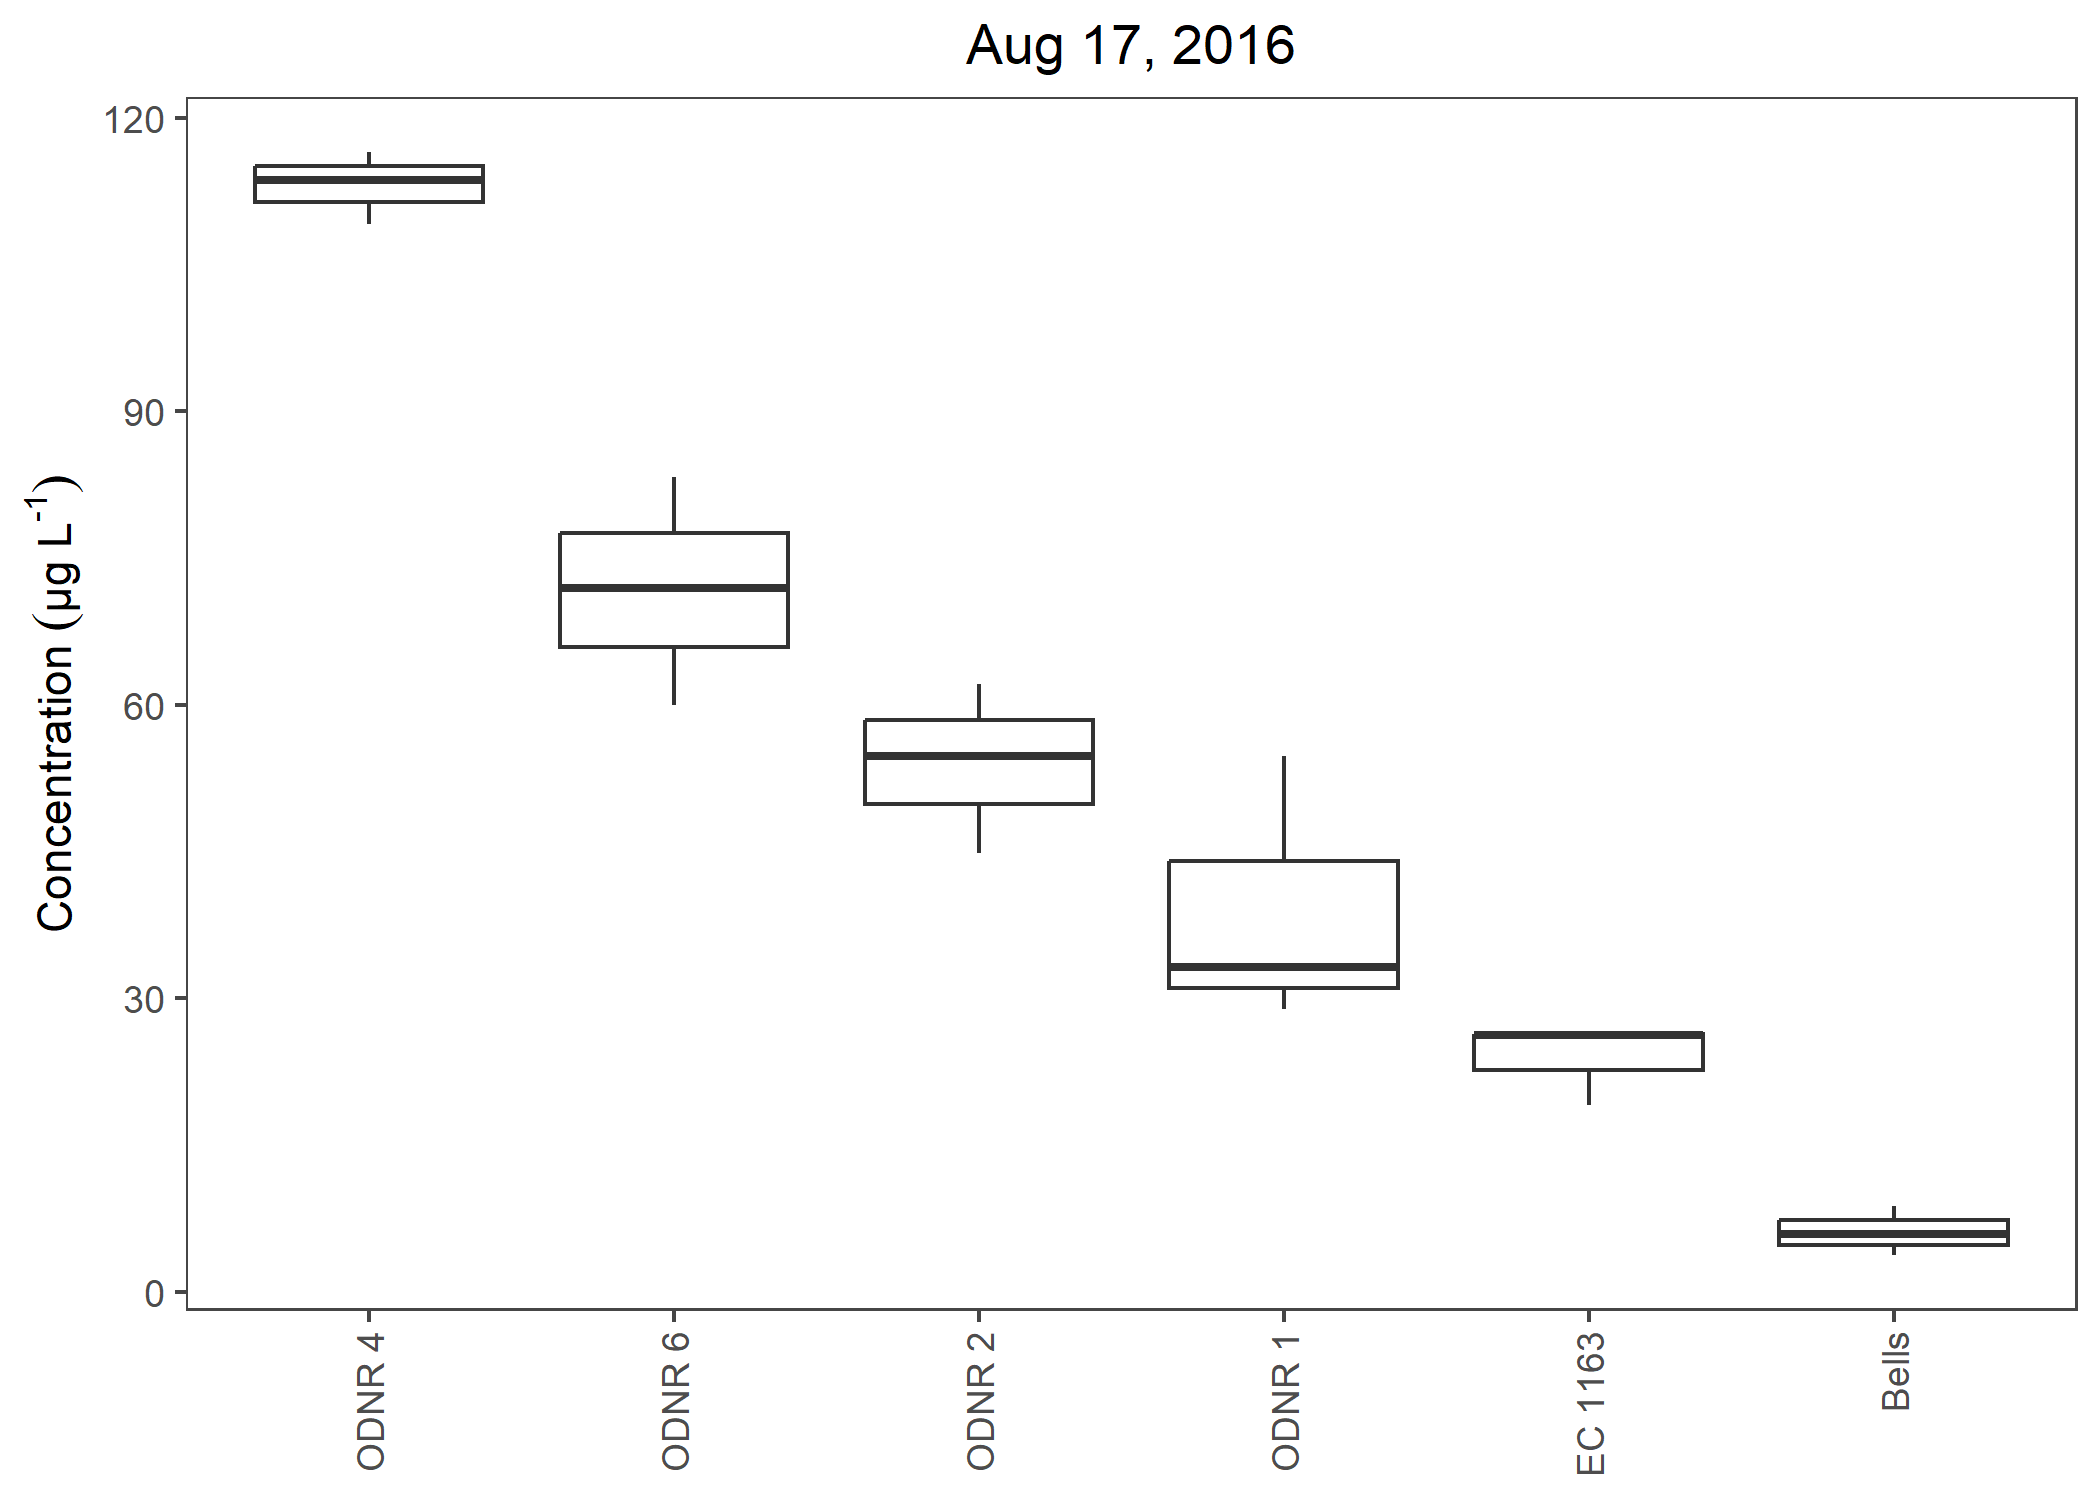 Aug 17, 2016
Concentration (µg L⁻¹)
120
90
60
30
0
ODNR 4
ODNR 6
ODNR 2
ODNR 1
EC 1163
Bells